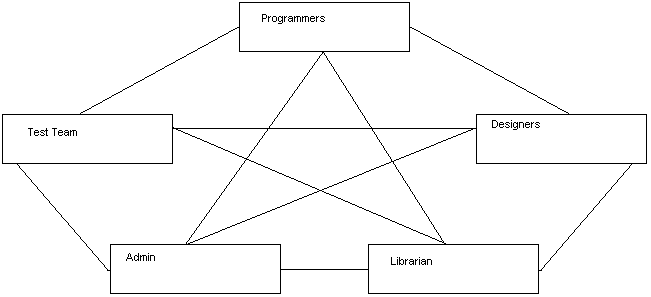 Programmers
Test Team
Designers
Admin
Librarian